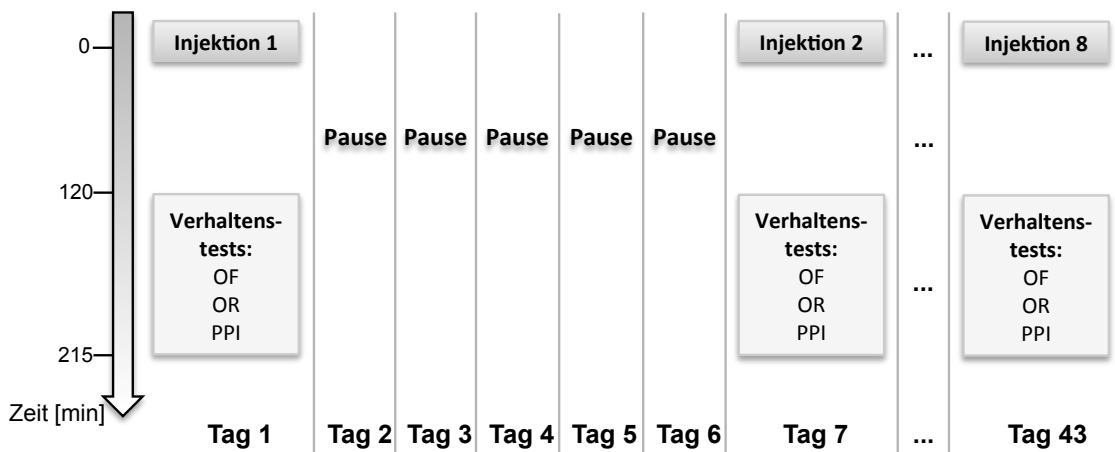 0
Injektion 1
Injektion 2
...
Injektion 8
Pause
Pause
Pause
Pause
Pause
...
120
Verhaltens-
tests:
OF
OR
PPI
Verhaltens-
tests:
OF
OR
PPI
...
Verhaltens-
tests:
OF
OR
PPI
215
Zeit [min]
Tag 1
Tag 2
Tag 3
Tag 4
Tag 5
Tag 6
Tag 7
...
Tag 43